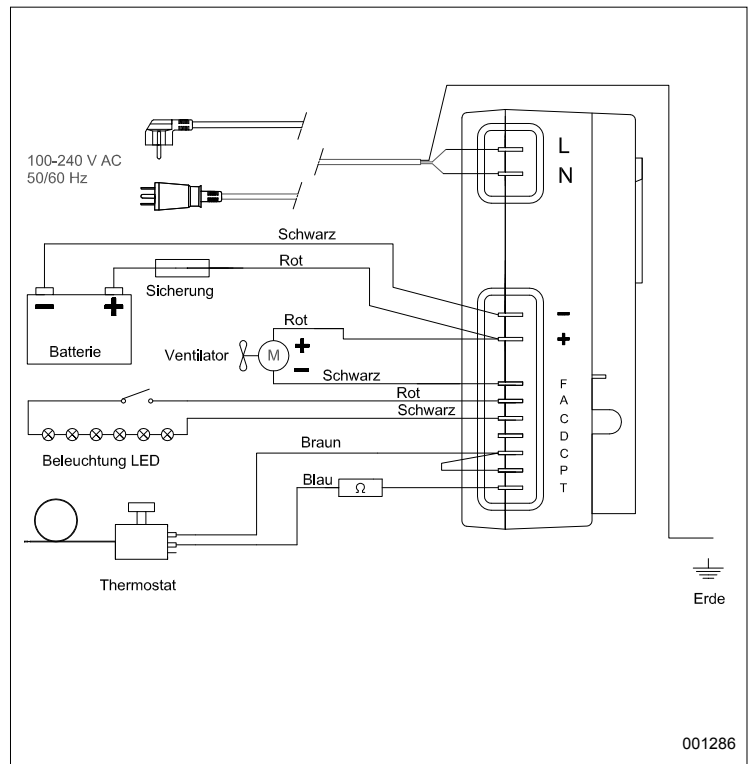 100-240 V AC
50/60 Hz
L
N
Schwarz
Rot
Sicherung
− +
Batterie
−
+
Rot
Ventilator M + −
Schwarz
Rot
Schwarz
Beleuchtung LED
F
A
C
D
C
P
T
Braun
Blau Ω
Thermostat
Erde
001286